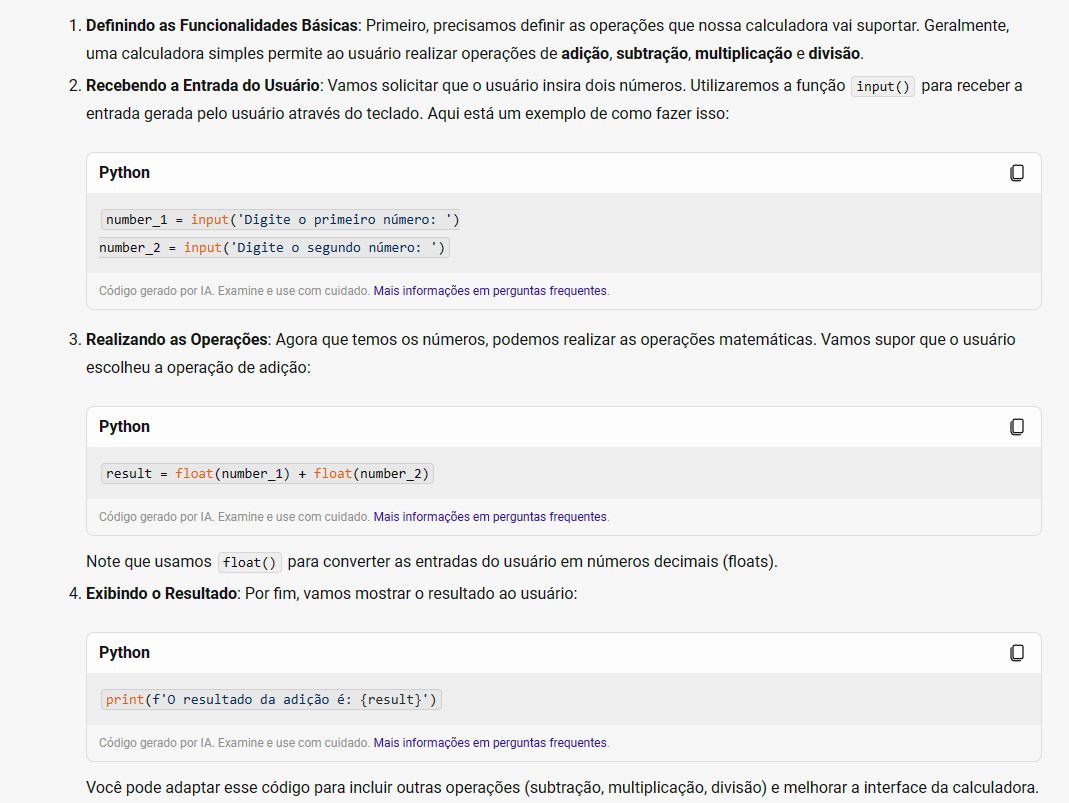 1. Definindo as Funcionalidades Básicas: Primeiro, precisamos definir as operações que nossa calculadora vai suportar. Geralmente,
uma calculadora simples permite ao usuário realizar operações de adição, subtração, multiplicação e divisão.
2. Recebendo a Entrada do Usuário: Vamos solicitar que o usuário insira dois números. Utilizaremos a função input() para receber a
entrada gerada pelo usuário através do teclado. Aqui está um exemplo de como fazer isso:
Python
number_1 = input('Digite o primeiro número: ')
number_2 = input('Digite o segundo número: ')
Código gerado por IA. Examine e use com cuidado. Mais informações em perguntas frequentes.
3. Realizando as Operações: Agora que temos os números, podemos realizar as operações matemáticas. Vamos supor que o usuário
escolheu a operação de adição:
Python
result = float(number_1) + float(number_2)
Código gerado por IA. Examine e use com cuidado. Mais informações em perguntas frequentes.
Note que usamos float() para converter as entradas do usuário em números decimais (floats).
4. Exibindo o Resultado: Por fim, vamos mostrar o resultado ao usuário:
Python
print(f'O resultado da adição é: {result}')
Código gerado por IA. Examine e use com cuidado. Mais informações em perguntas frequentes.
Você pode adaptar esse código para incluir outras operações (subtração, multiplicação, divisão) e melhorar a interface da calculadora.